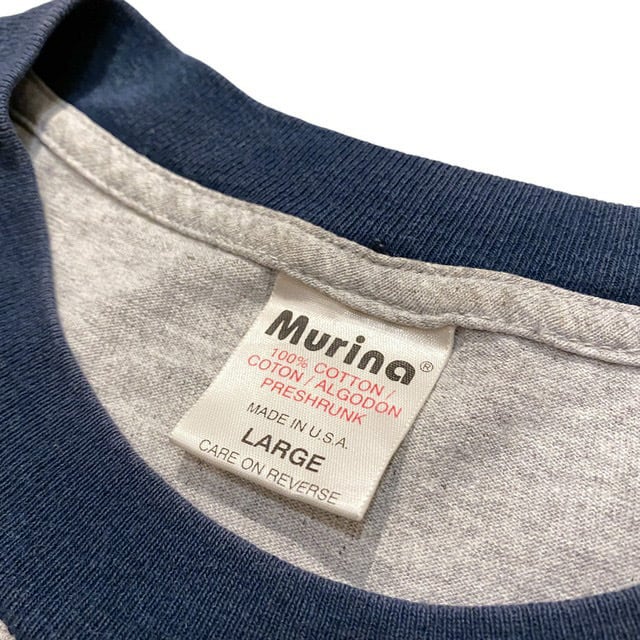 Murina®
100% COTTON/
COTON/ALGODON
PRESHRUNK
MADE IN U.S.A.
LARGE
CARE ON REVERSE